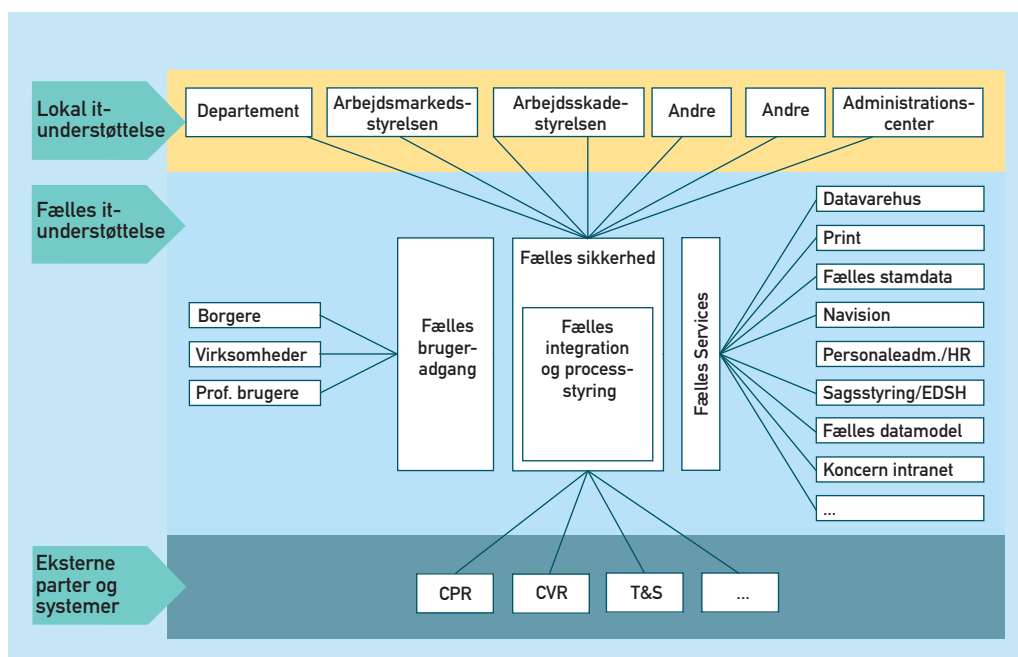 Lokal it-
understøttelse
Departement
Arbejdsmarkeds-
styrelsen
Arbejdsskade-
styrelsen
Andre
Andre
Administrations-
center
Fælles it-
understøttelse
Borgere
Virksomheder
Prof. brugere
Fælles
bruger-
adgang
Fælles sikkerhed
Fælles
integration
og process-
styring
Fælles Services
Datavarehus
Print
Fælles stamdata
Navision
Personaleadm./HR
Sagsstyring/EDSH
Fælles datamodel
Koncern intranet
...
Eksterne
parter og
systemer
CPR
CVR
T&S
...